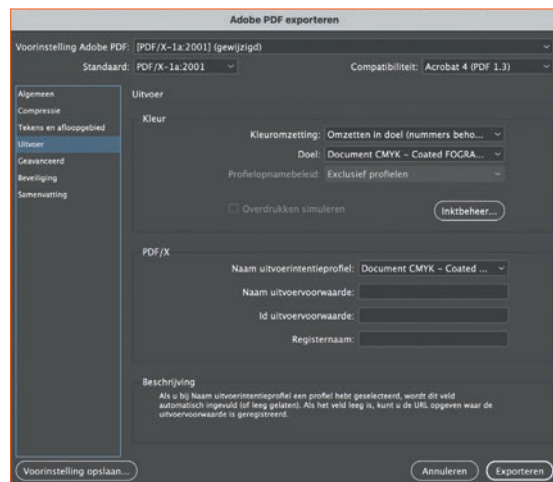 Adobe PDF exporteren
Voorinstelling Adobe PDF: [PDF/X-1a:2001] (gewijzigd)
Standaard: PDF/X-1a:2001 Compatibiliteit: Acrobat 4 (PDF 1.3)
Algemeen
Compressie
Tekens en afloopgebied
Uitvoer
Geavanceerd
Beveiliging
Samenvatting
Uitvoer
Kleur
Kleuromzetting: Omzetten in doel (nummers beho...
Doel: Document CMYK - Coated FOGRA...
Profielopnamebeleid: Exclusief profielen
Overdrukken simuleren Inktbeheer...
PDF/X
Naam uitvoerintentieprofiel: Document CMYK - Coated ...
Naam uitvoervoorwaarde:
Id uitvoervoorwaarde:
Registernaam:
Beschrijving
Als u bij Naam uitvoerintentieprofiel een profiel hebt geselecteerd, wordt dit veld
automatisch ingevuld (of leeg gelaten). Als het veld leeg is, kunt u de URL opgeven waar de
uitvoervoorwaarde is geregistreerd.
Voorinstelling opslaan... Annuleren Exporteren